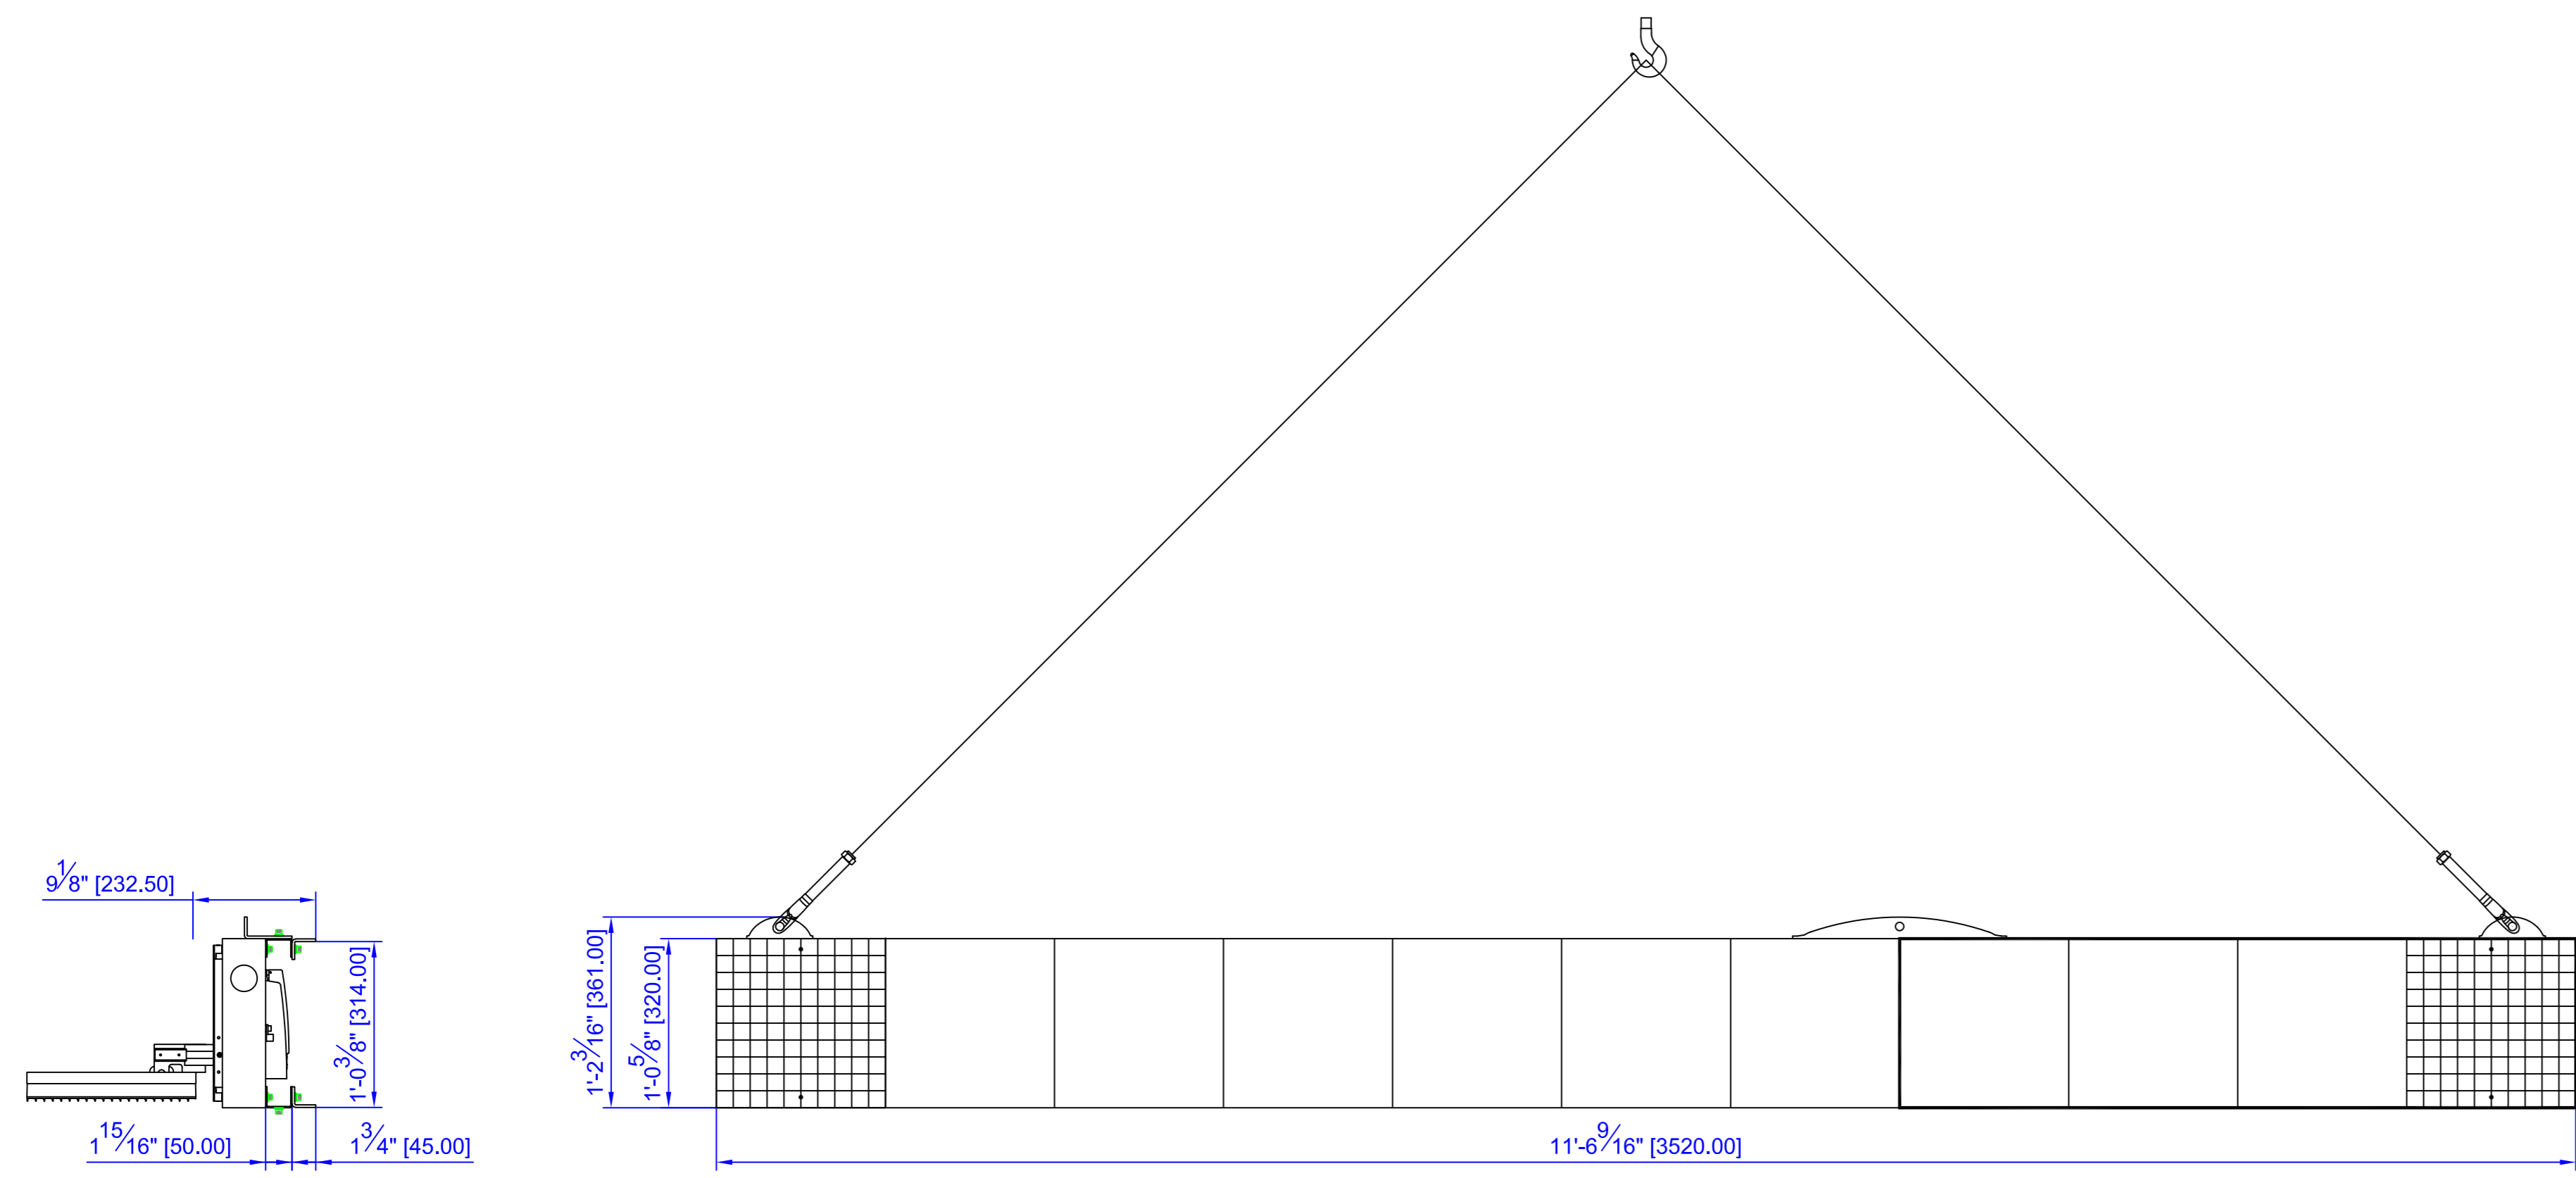 9 1/8" [232.50]
1'-0 3/8" [314.00]
1 15/16" [50.00]
1 3/4" [45.00]
1'-2 3/16" [361.00]
1'-0 5/8" [320.00]
11'-6 9/16" [3520.00]